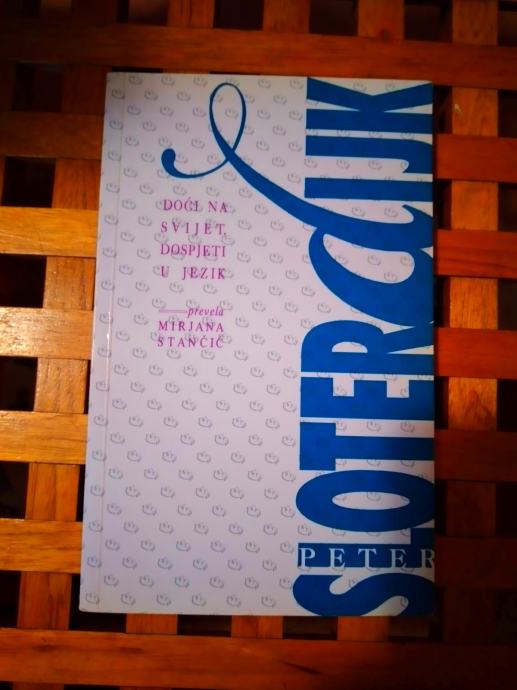 DOĆI NA
SVIJET,
DOSPJETI
U JEZIK
prevela
MIRJANA
STANČIĆ
PETER
SLOTERDIJK